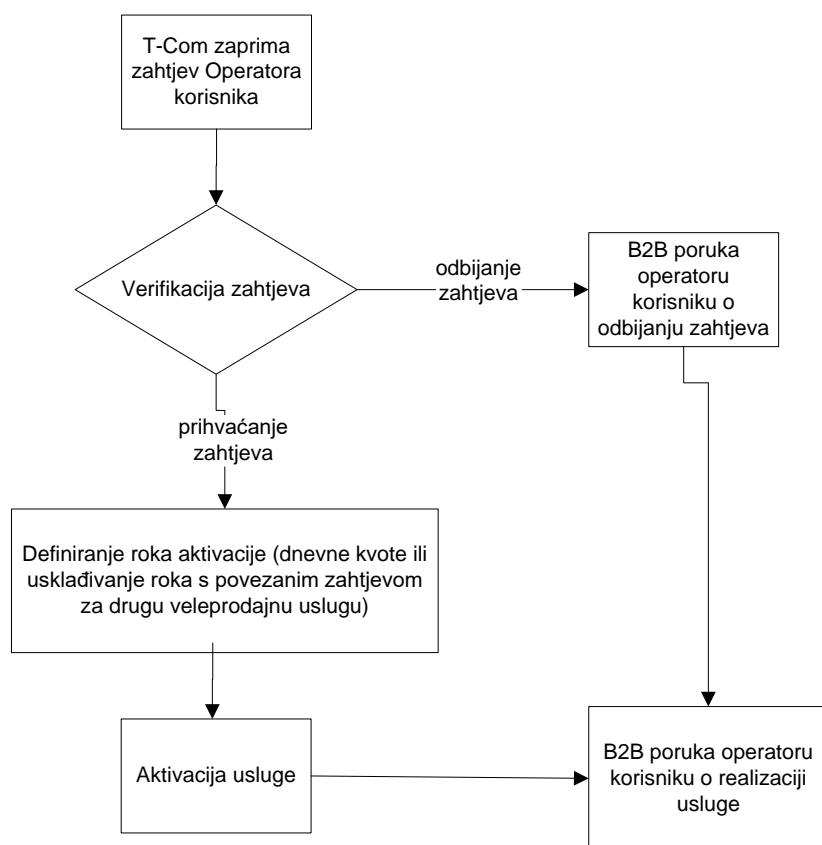 T-Com zaprima
zahtjev Operatora
korisnika
Verifikacija zahtjeva
odbijanje
zahtjeva
B2B poruka
operatoru
korisniku o
odbijanju zahtjeva
prihvaćanje
zahtjeva
Definiranje roka aktivacije (dnevne kvote ili
usklađivanje roka s povezanim zahtjevom
za drugu veleprodajnu uslugu)
Aktivacija usluge
B2B poruka operatoru
korisniku o realizaciji
usluge